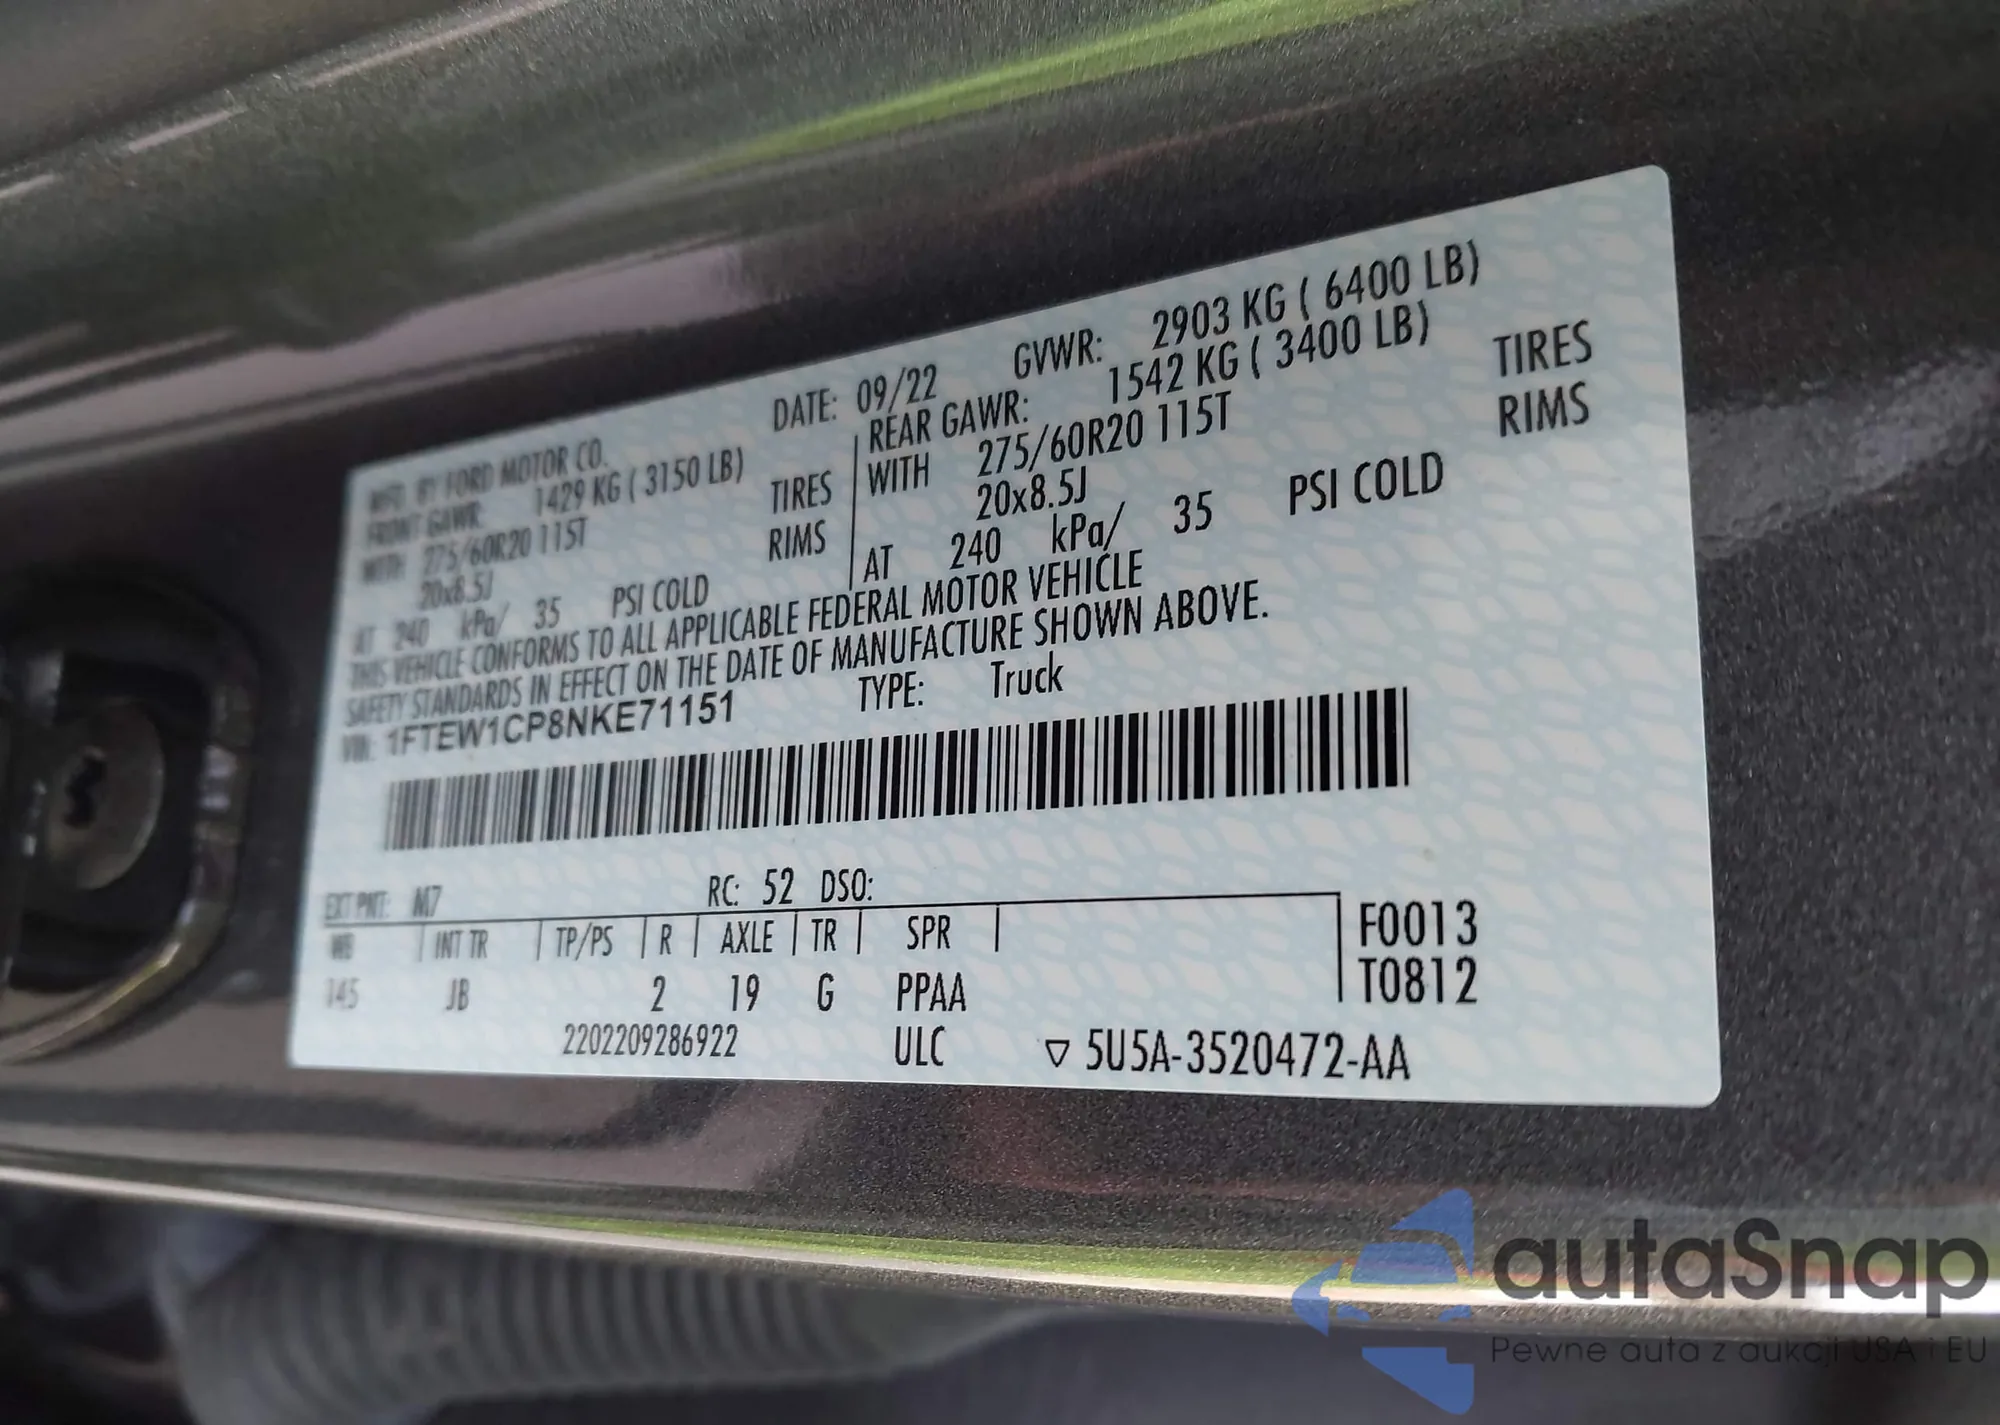 MFD. BY FORD MOTOR CO. DATE: 09/22 GVWR: 2903 KG ( 6400 LB)
FRONT GAWR: 1429 KG ( 3150 LB) REAR GAWR: 1542 KG ( 3400 LB)
WITH 275/60R20 115T TIRES WITH 275/60R20 115T TIRES
20x8.5J RIMS 20x8.5J RIMS
AT 240 kPa/ 35 PSI COLD AT 240 kPa/ 35 PSI COLD
THIS VEHICLE CONFORMS TO ALL APPLICABLE FEDERAL MOTOR VEHICLE
SAFETY STANDARDS IN EFFECT ON THE DATE OF MANUFACTURE SHOWN ABOVE.
VIN: 1FTEW1CP8NKE71151 TYPE: Truck
EXT PNT: M7 RC: 52 DSO:
WB INT TR TP/PS R AXLE TR SPR F0013
145 JB 2 19 G PPAA T0812
2202209286922 ULC ▽ 5U5A-3520472-AA
autaSnap
Pewne auta z aukcji USA i EU